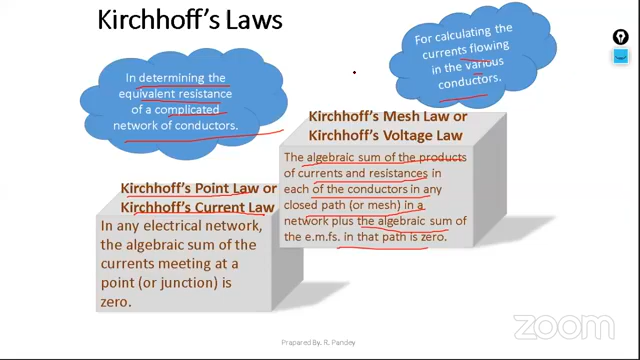 Kirchhoff's Laws
In determining the
equivalent resistance
of a complicated
network of conductors.
For calculating the
currents flowing
in the various
conductors.
Kirchhoff's Mesh Law or
Kirchhoff's Voltage Law
The algebraic sum of the products
of currents and resistances in
each of the conductors in any
closed path (or mesh) in a
network plus the algebraic sum of
the e.m.fs. in that path is zero.
Kirchhoff's Point Law or
Kirchhoff's Current Law
In any electrical network,
the algebraic sum of the
currents meeting at a
point (or junction) is
zero.
Prepared By. R. Pandey
zoom